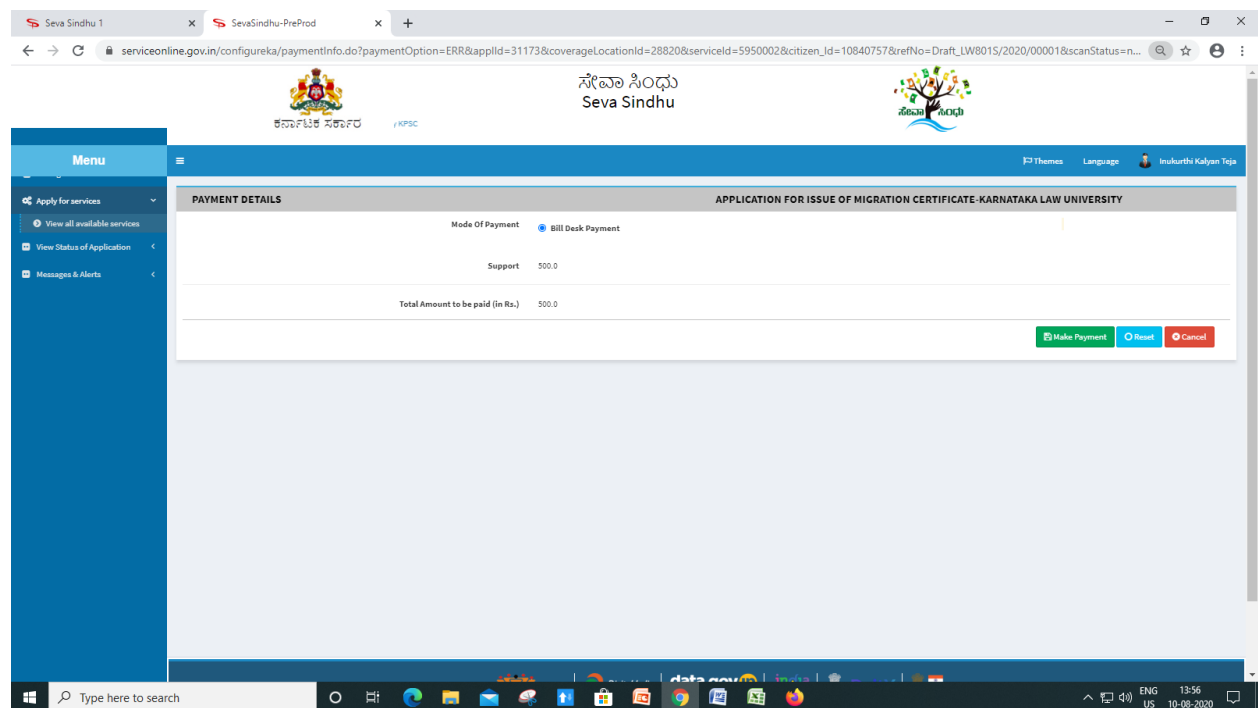 Seva Sindhu 1
SevaSindhu-PreProd
serviceonline.gov.in/configureka/paymentInfo.do?paymentOption=ERR&applId=31173&coverageLocationId=28820&serviceId=5950002&citizen_Id=10840757&refNo=Draft_LW801S/2020/00001&scanStatus=n...
ಕರ್ನಾಟಕ ಸರ್ಕಾರ
KPSC
ಸೇವಾ ಸಿಂಧು
Seva Sindhu
ಸೇವಾ ಸಿಂಧು
Menu
Themes Language Inukurthi Kalyan Teja
Apply for services
View all available services
View Status of Application
Messages & Alerts
PAYMENT DETAILS APPLICATION FOR ISSUE OF MIGRATION CERTIFICATE-KARNATAKA LAW UNIVERSITY
Mode Of Payment Bill Desk Payment
Support 500.0
Total Amount to be paid (in Rs.) 500.0
Make Payment Reset Cancel
Type here to search
ENG 13:56
US 10-08-2020